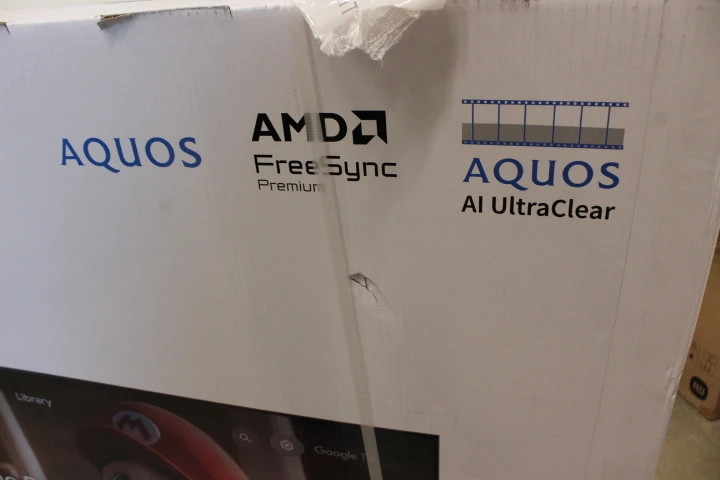 AQUOS
AMD
FreeSync
Premium
AQUOS
AI UltraClear
Library
M
Google T